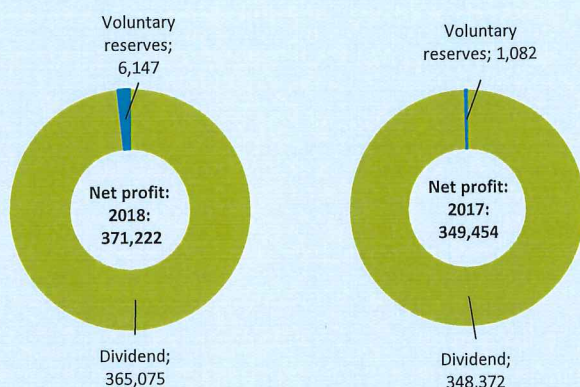 Voluntary
reserves;
6,147
Net profit:
2018:
371,222
Dividend;
365,075
Voluntary
reserves; 1,082
Net profit:
2017:
349,454
Dividend;
348,372